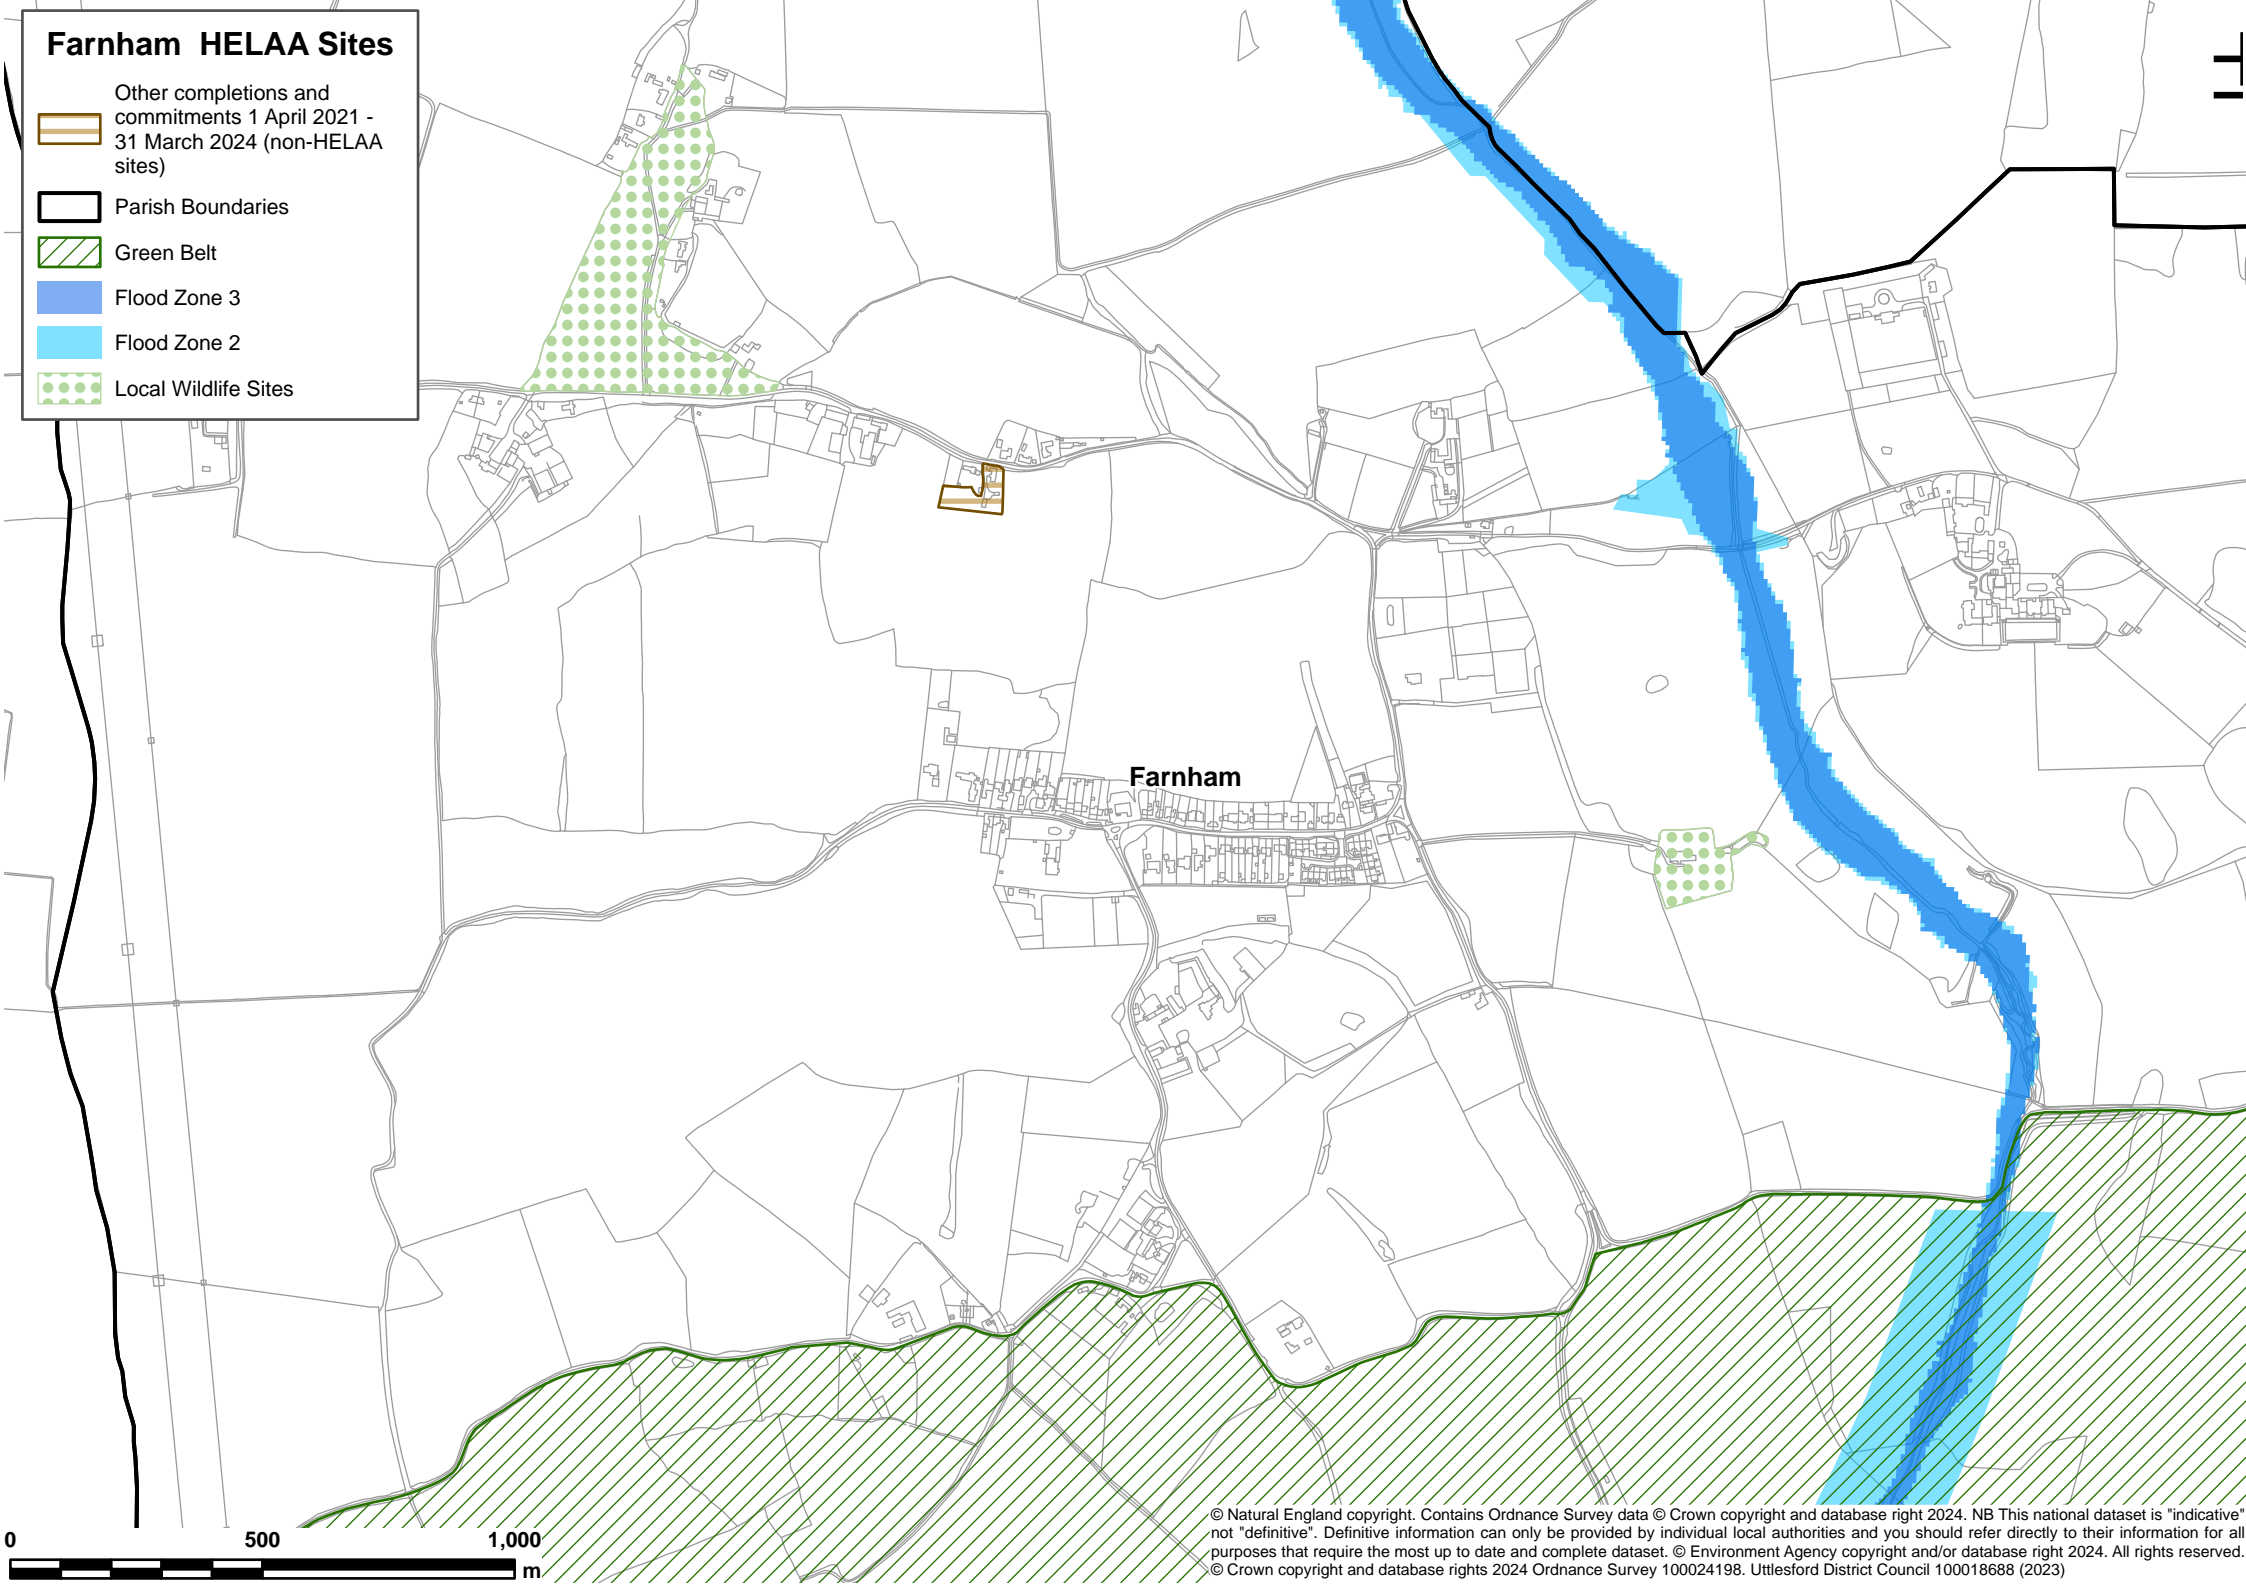 Farnham  HELAA Sites
Other completions and
commitments 1 April 2021 -
31 March 2024 (non-HELAA
sites)
Parish Boundaries
Green Belt
Flood Zone 3
Flood Zone 2
Local Wildlife Sites
Farnham
0 500 1,000
m
© Natural England copyright. Contains Ordnance Survey data © Crown copyright and database right 2024. NB This national dataset is "indicative"
not "definitive". Definitive information can only be provided by individual local authorities and you should refer directly to their information for all
purposes that require the most up to date and complete dataset. © Environment Agency copyright and/or database right 2024. All rights reserved.
© Crown copyright and database rights 2024 Ordnance Survey 100024198. Uttlesford District Council 100018688 (2023)